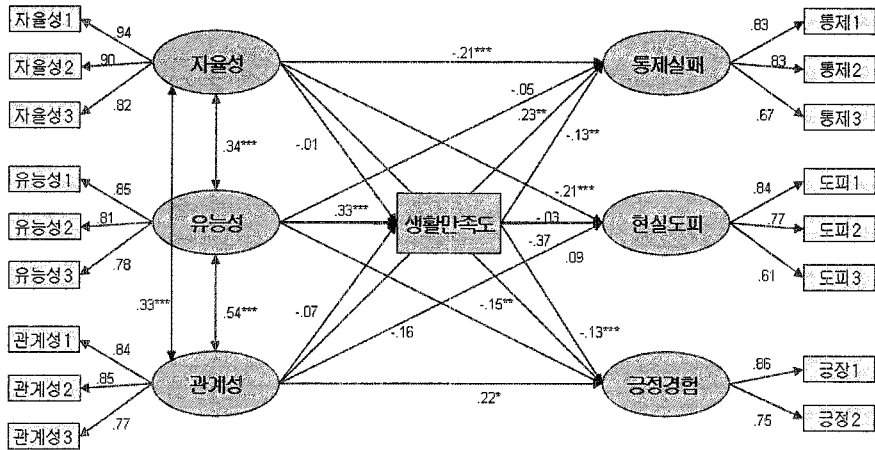 자율성1
.94
자율성2
.90
자율성3
.82
자율성
-.21***
통제실패
.83
통제1
.83
통제2
.67
통제3
-.05
.23**
-.13**
.34***
-.01
-.21***
유능성1
.85
유능성2
.81
유능성3
.78
유능성
.33***
생활만족도
-.03
-.37
.09
현실도피
.84
도피1
.77
도피2
.61
도피3
.33***
.54***
-.07
-.16
-.15**
-.13***
관계성1
.84
관계성2
.85
관계성3
.77
관계성
.22*
긍정경험
.86
긍정1
.75
긍정2